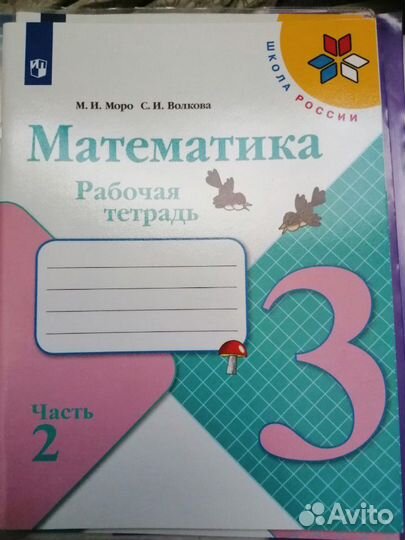 ШКОЛА РОССИИ
М. И. Моро С. И. Волкова
Математика
Рабочая
тетрадь
3
Часть
2
Avito